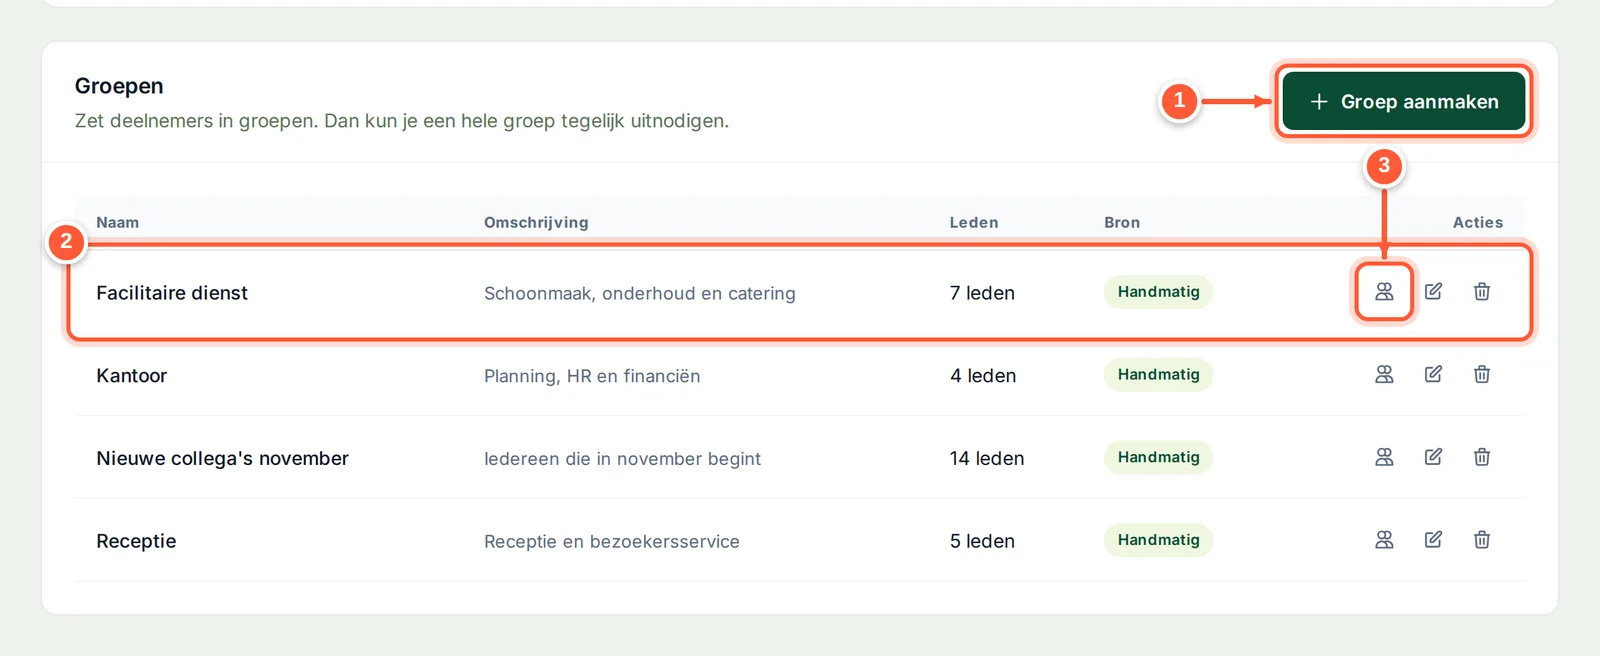 Groepen
Zet deelnemers in groepen. Dan kun je een hele groep tegelijk uitnodigen.
1
+ Groep aanmaken
3
Naam Omschrijving Leden Bron Acties
2
Facilitaire dienst Schoonmaak, onderhoud en catering 7 leden Handmatig
Kantoor Planning, HR en financiën 4 leden Handmatig
Nieuwe collega's november Iedereen die in november begint 14 leden Handmatig
Receptie Receptie en bezoekersservice 5 leden Handmatig